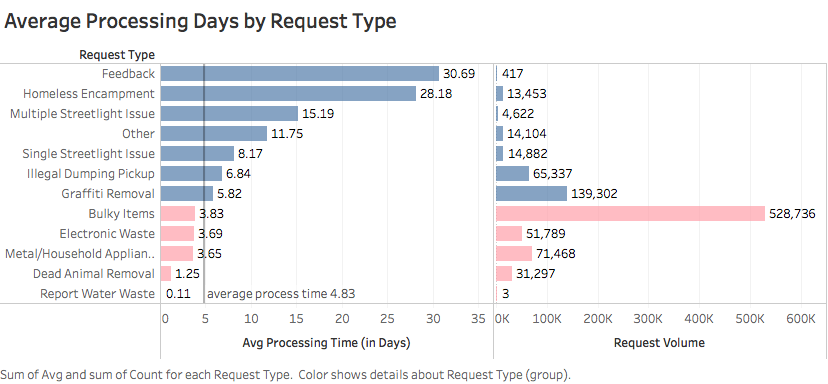 Average Processing Days by Request Type
Request Type
Feedback 30.69 417
Homeless Encampment 28.18 13,453
Multiple Streetlight Issue 15.19 4,622
Other 11.75 14,104
Single Streetlight Issue 8.17 14,882
Illegal Dumping Pickup 6.84 65,337
Graffiti Removal 5.82 139,302
Bulky Items 3.83 528,736
Electronic Waste 3.69 51,789
Metal/Household Applian.. 3.65 71,468
Dead Animal Removal 1.25 31,297
Report Water Waste 0.11 average process time 4.83 3
0 5 10 15 20 25 30 35 0K 100K 200K 300K 400K 500K 600K
Avg Processing Time (in Days) Request Volume
Sum of Avg and sum of Count for each Request Type. Color shows details about Request Type (group).